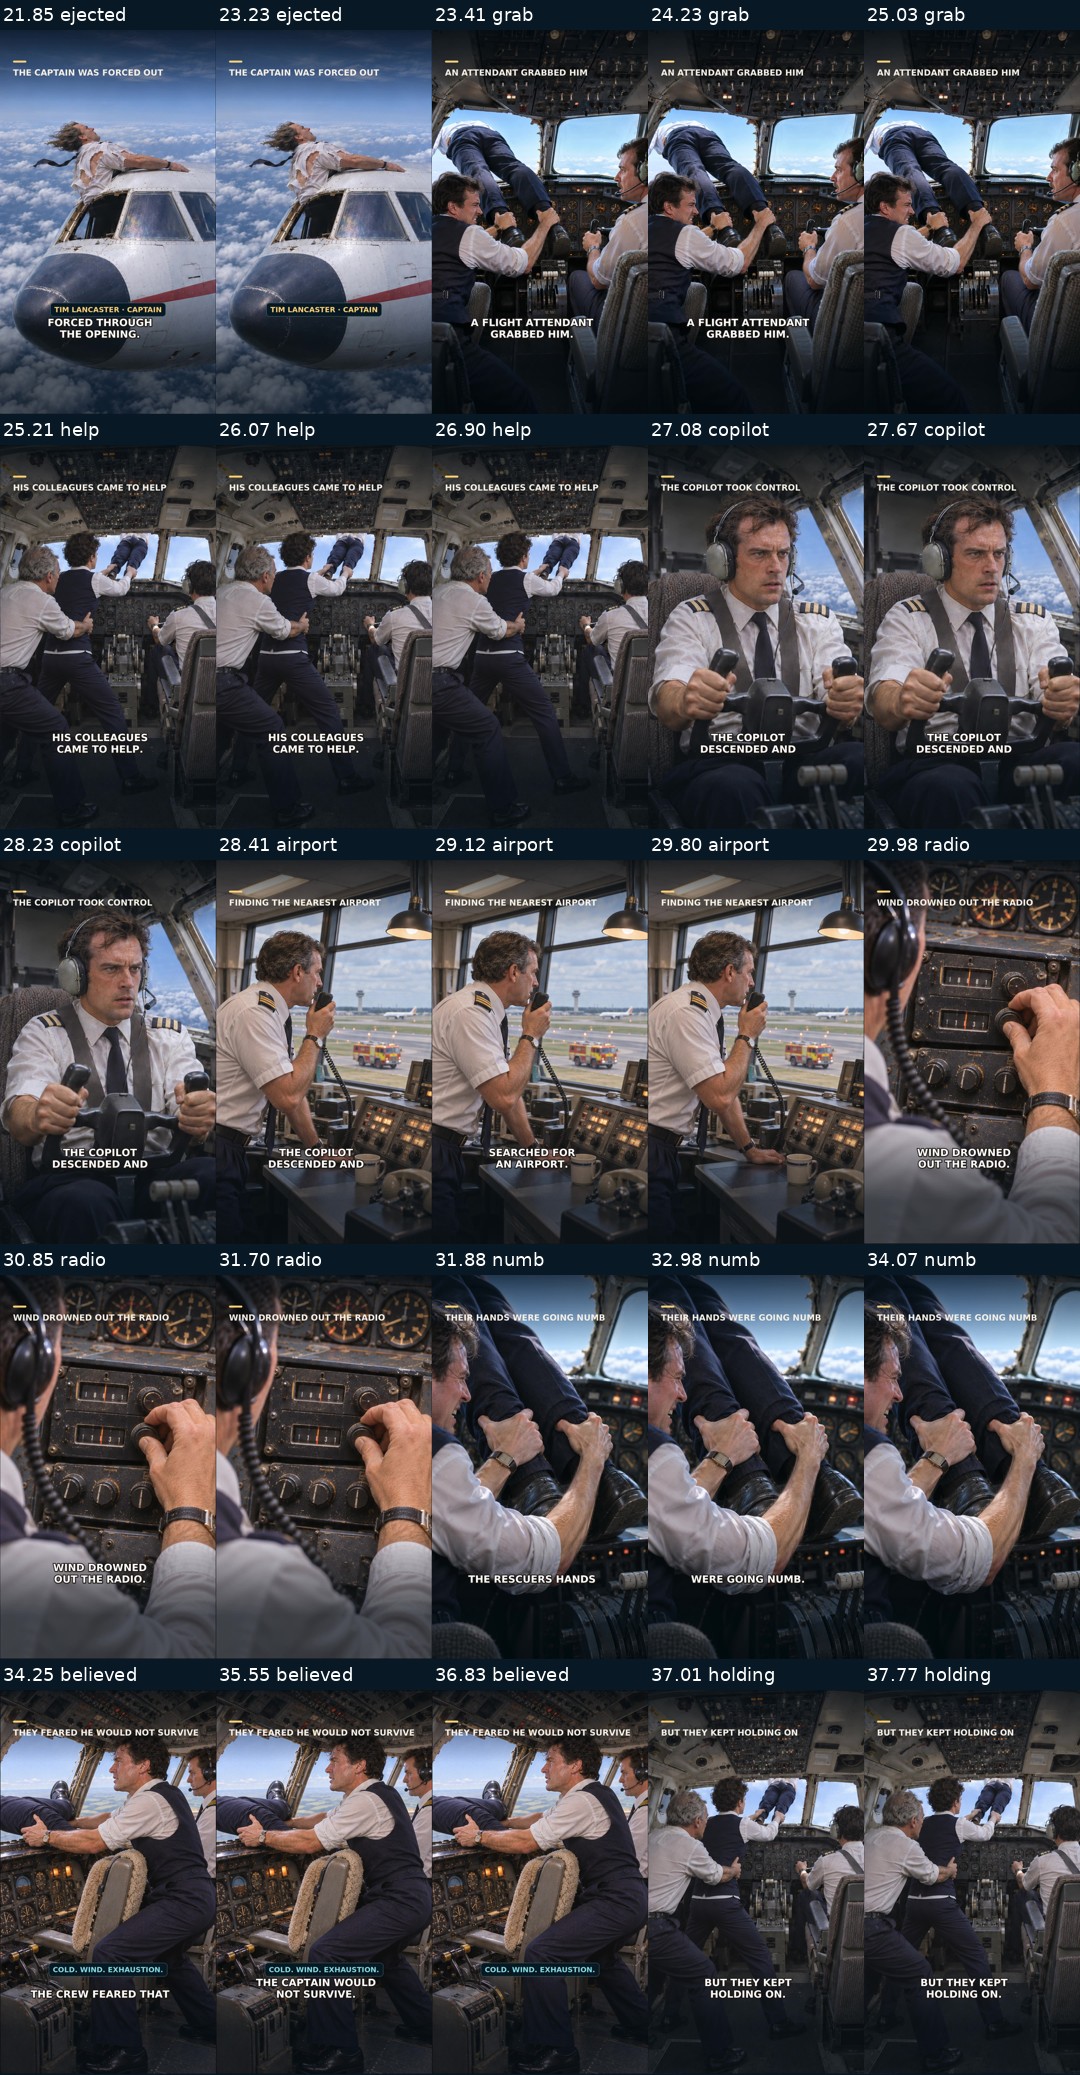 21.85 ejected
23.23 ejected
23.41 grab
24.23 grab
25.03 grab
THE CAPTAIN WAS FORCED OUT
THE CAPTAIN WAS FORCED OUT
AN ATTENDANT GRABBED HIM
AN ATTENDANT GRABBED HIM
AN ATTENDANT GRABBED HIM
TIM LANCASTER · CAPTAIN
FORCED THROUGH
THE OPENING.
TIM LANCASTER · CAPTAIN
A FLIGHT ATTENDANT
GRABBED HIM.
A FLIGHT ATTENDANT
GRABBED HIM.
25.21 help
26.07 help
26.90 help
27.08 copilot
27.67 copilot
HIS COLLEAGUES CAME TO HELP
HIS COLLEAGUES CAME TO HELP
HIS COLLEAGUES CAME TO HELP
THE COPILOT TOOK CONTROL
THE COPILOT TOOK CONTROL
HIS COLLEAGUES
CAME TO HELP.
HIS COLLEAGUES
CAME TO HELP.
THE COPILOT
DESCENDED AND
THE COPILOT
DESCENDED AND
28.23 copilot
28.41 airport
29.12 airport
29.80 airport
29.98 radio
THE COPILOT TOOK CONTROL
FINDING THE NEAREST AIRPORT
FINDING THE NEAREST AIRPORT
FINDING THE NEAREST AIRPORT
WIND DROWNED OUT THE RADIO
THE COPILOT
DESCENDED AND
THE COPILOT
DESCENDED AND
SEARCHED FOR
AN AIRPORT.
WIND DROWNED
OUT THE RADIO.
30.85 radio
31.70 radio
31.88 numb
32.98 numb
34.07 numb
WIND DROWNED OUT THE RADIO
WIND DROWNED OUT THE RADIO
THEIR HANDS WERE GOING NUMB
THEIR HANDS WERE GOING NUMB
THEIR HANDS WERE GOING NUMB
WIND DROWNED
OUT THE RADIO.
THE RESCUERS HANDS
WERE GOING NUMB.
34.25 believed
35.55 believed
36.83 believed
37.01 holding
37.77 holding
THEY FEARED HE WOULD NOT SURVIVE
THEY FEARED HE WOULD NOT SURVIVE
THEY FEARED HE WOULD NOT SURVIVE
BUT THEY KEPT HOLDING ON
BUT THEY KEPT HOLDING ON
COLD. WIND. EXHAUSTION.
THE CREW FEARED THAT
COLD. WIND. EXHAUSTION.
THE CAPTAIN WOULD
NOT SURVIVE.
COLD. WIND. EXHAUSTION.
BUT THEY KEPT
HOLDING ON.
BUT THEY KEPT
HOLDING ON.